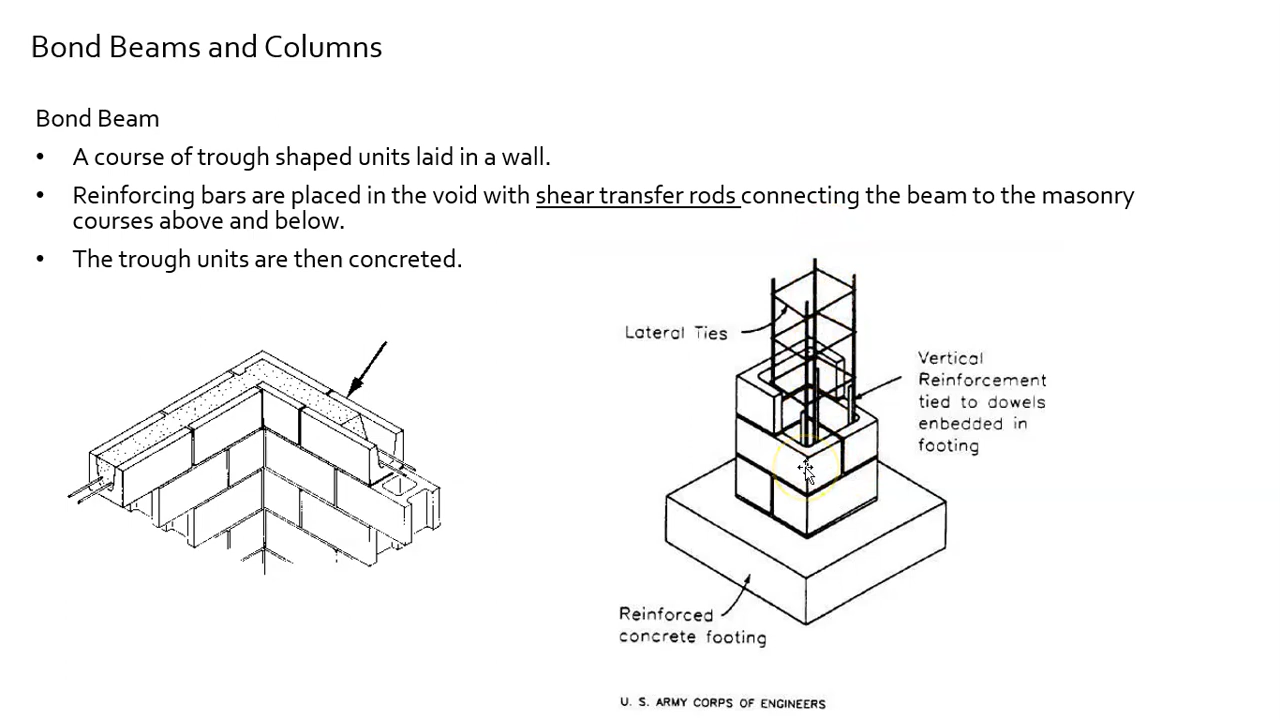 Bond Beams and Columns
Bond Beam
• A course of trough shaped units laid in a wall.
• Reinforcing bars are placed in the void with shear transfer rods connecting the beam to the masonry
courses above and below.
• The trough units are then concreted.
Lateral Ties
Vertical
Reinforcement
tied to dowels
enbedded in
footing
Reinforced
concrete footing
U. S. ARMY CORPS OF ENGINEERS